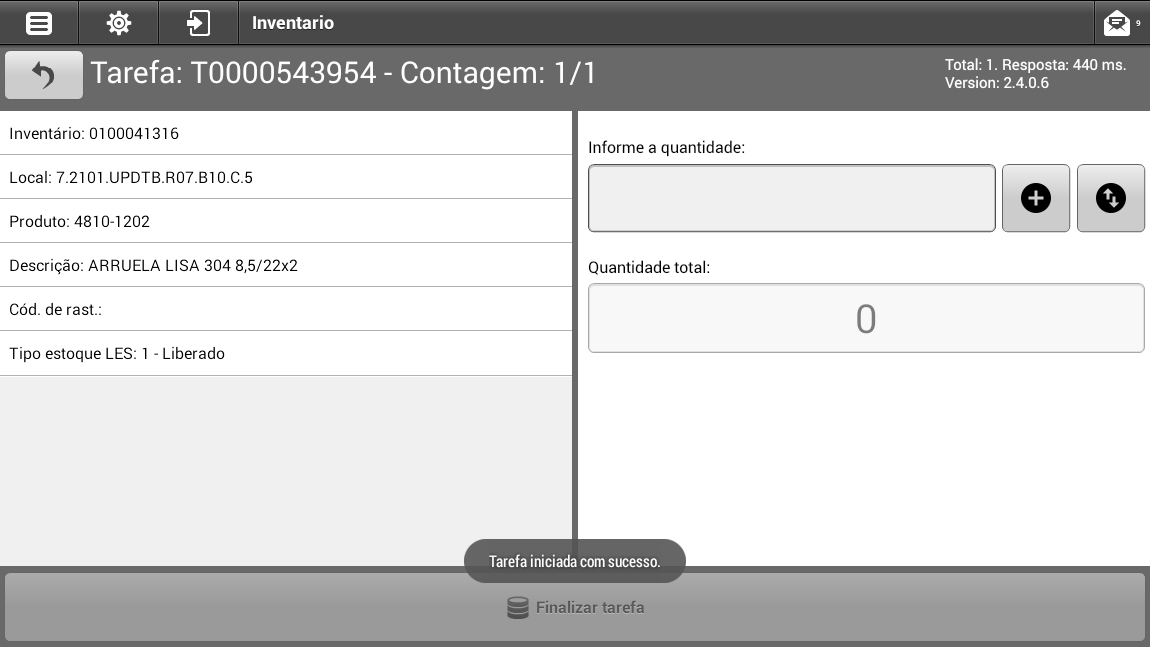 Inventario
9
Tarefa: T0000543954 - Contagem: 1/1
Total: 1. Resposta: 440 ms.
Version: 2.4.0.6
Inventário: 0100041316
Local: 7.2101.UPDTB.R07.B10.C.5
Produto: 4810-1202
Descrição: ARRUELA LISA 304 8,5/22x2
Cód. de rast.:
Tipo estoque LES: 1 - Liberado
Informe a quantidade:
Quantidade total:
0
Tarefa iniciada com sucesso.
Finalizar tarefa